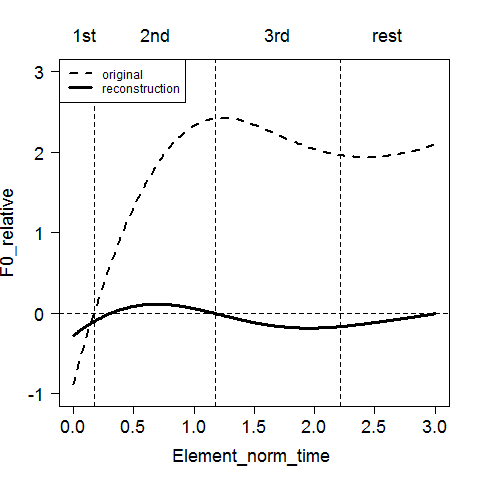 1st 2nd 3rd rest
original
reconstruction
F0_relative
3
2
1
0
-1
0.0 0.5 1.0 1.5 2.0 2.5 3.0
Element_norm_time